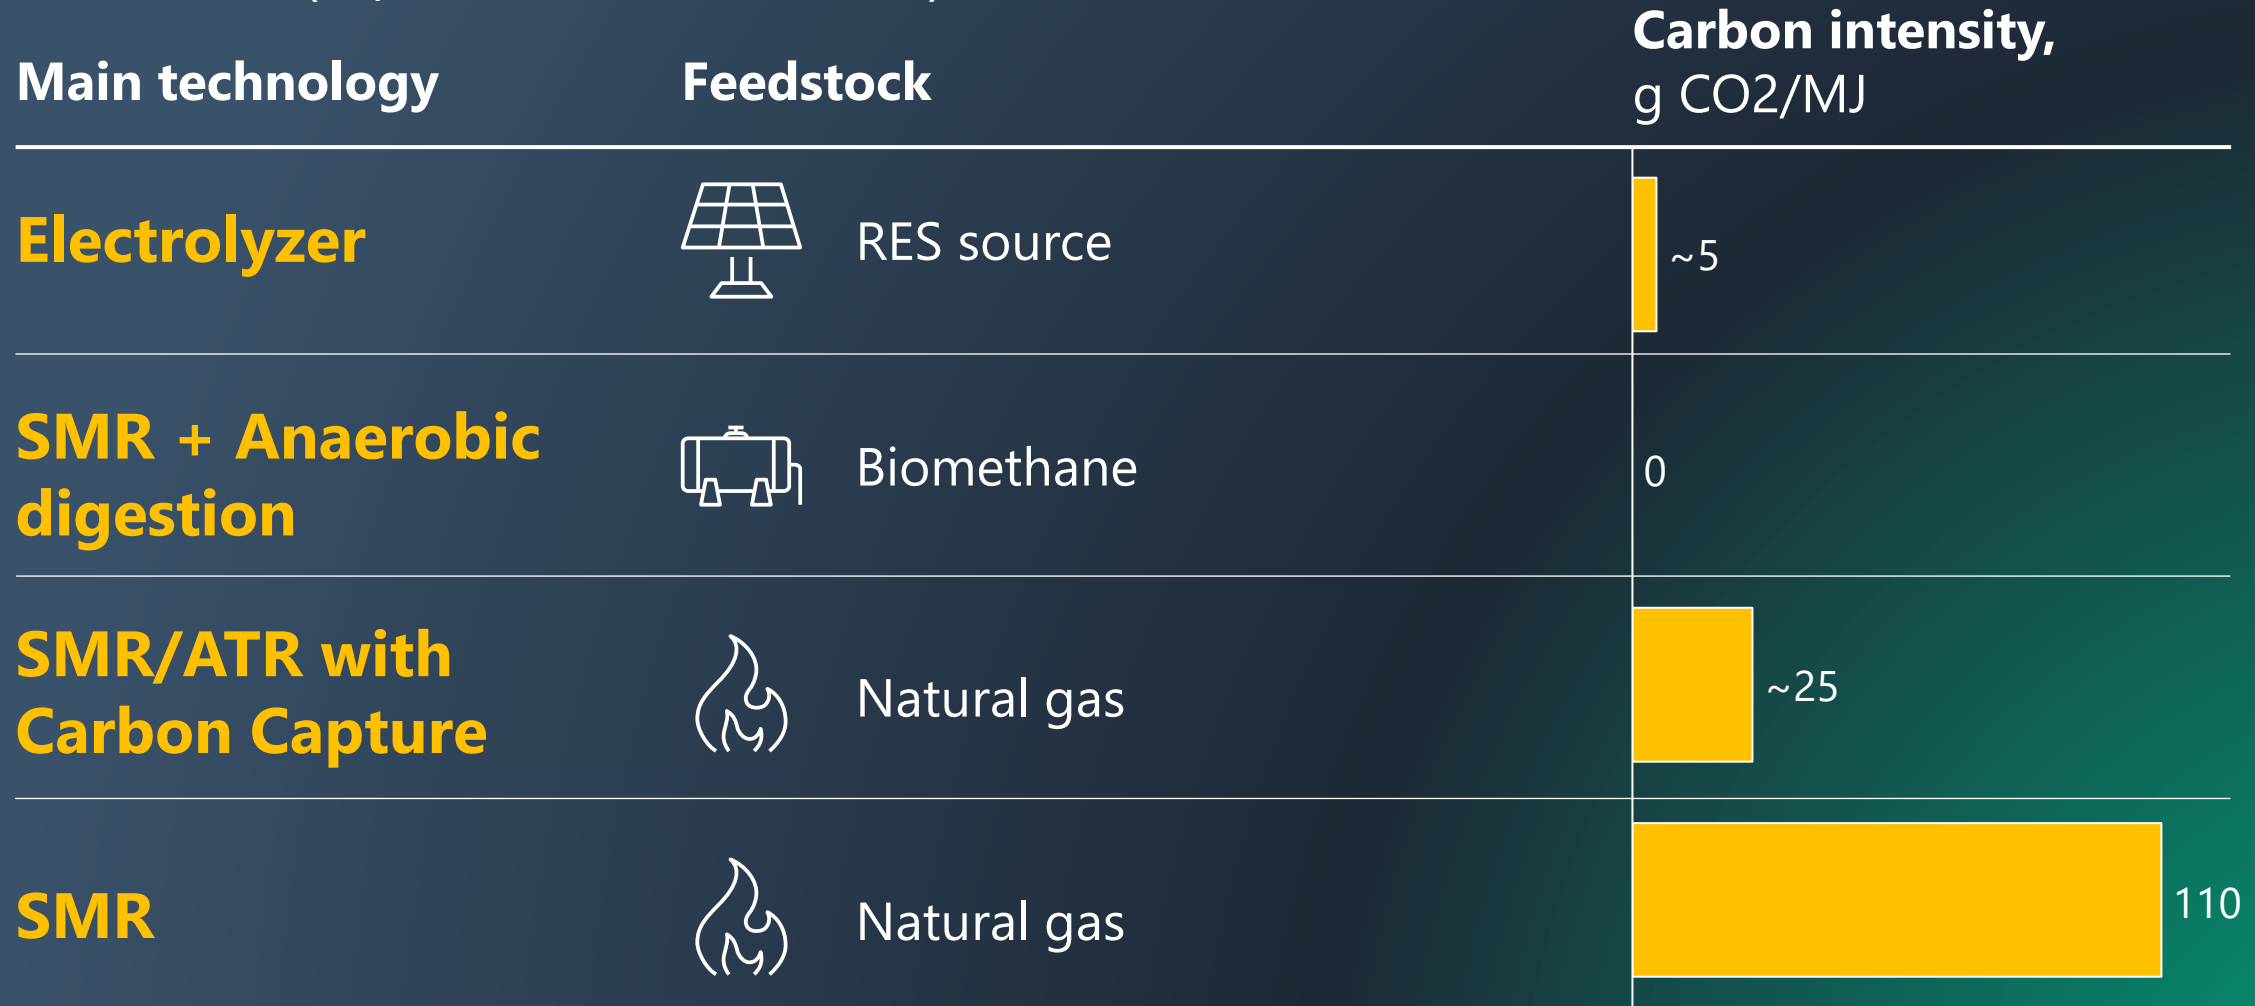 Carbon intensity,
Main technology
Feedstock
g CO2/MJ
Electrolyzer
RES source
~5
SMR + Anaerobic
digestion
Biomethane
0
SMR/ATR with
Carbon Capture
Natural gas
~25
SMR
Natural gas
110